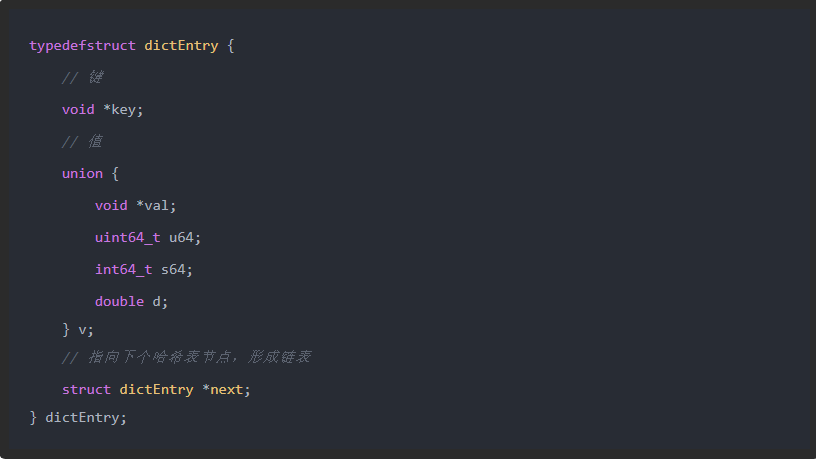 typedefstruct dictEntry {
// 键
void *key;
// 值
union {
void *val;
uint64_t u64;
int64_t s64;
double d;
} v;
// 指向下个哈希表节点，形成链表
struct dictEntry *next;
} dictEntry;